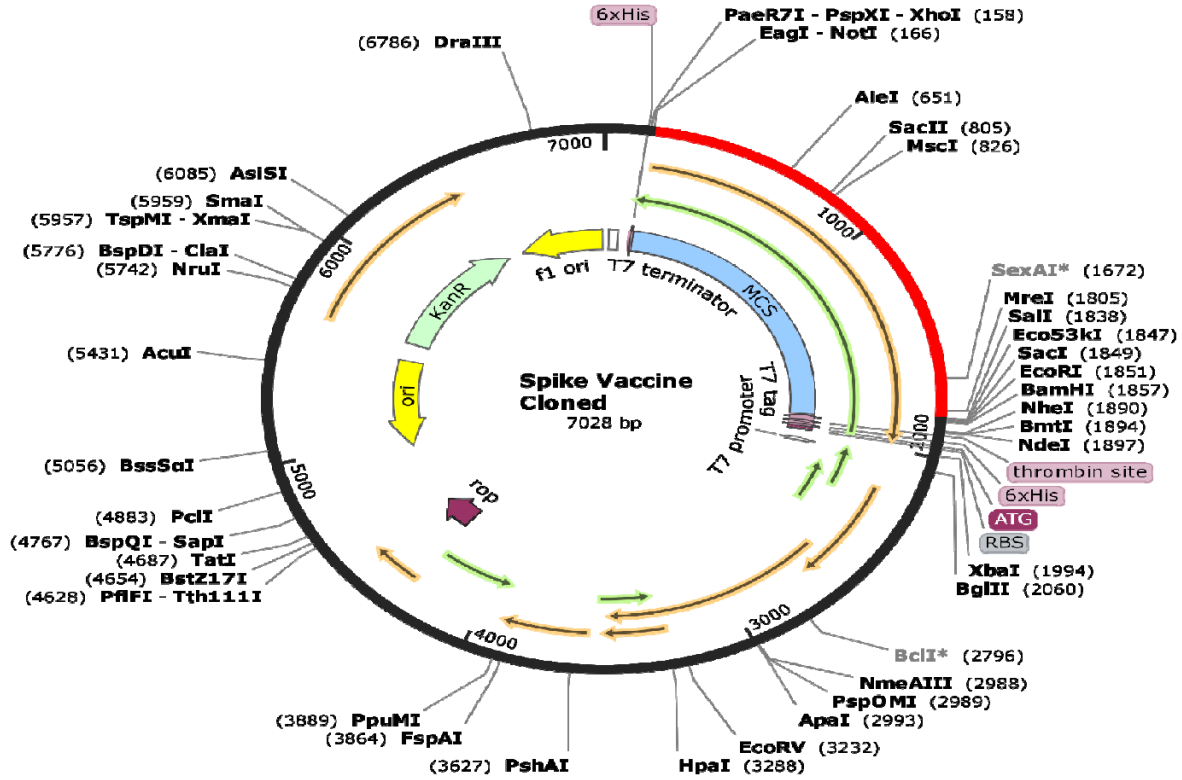 6xHis
PaeR7I - PspXI - XhoI (158)
EagI - NotI (166)
(6786) DraIII
AleI (651)
SacII (805)
MscI (826)
7000
1000
2000
3000
4000
5000
6000
(6085) AsiSI
(5959) SmaI
(5957) TspMI - XmaI
(5776) BspDI - ClaI
(5742) NruI
(5431) AcuI
(5056) BssSαI
(4883) PciI
(4767) BspQI - SapI
(4687) TatI
(4654) BstZ17I
(4628) PflFI - Tth111I
f1 ori
T7 terminator
MCS
KanR
ori
rop
T7 tag
T7 promoter
Spike Vaccine
Cloned
7028 bp
SexAI* (1672)
MreI (1805)
SalI (1838)
Eco53kI (1847)
SacI (1849)
EcoRI (1851)
BamHI (1857)
NheI (1890)
BmtI (1894)
NdeI (1897)
thrombin site
6xHis
ATG
RBS
XbaI (1994)
BglII (2060)
BclI* (2796)
NmeAIII (2988)
PspOMI (2989)
ApaI (2993)
EcoRV (3232)
HpaI (3288)
(3889) PpuMI
(3864) FspAI
(3627) PshAI